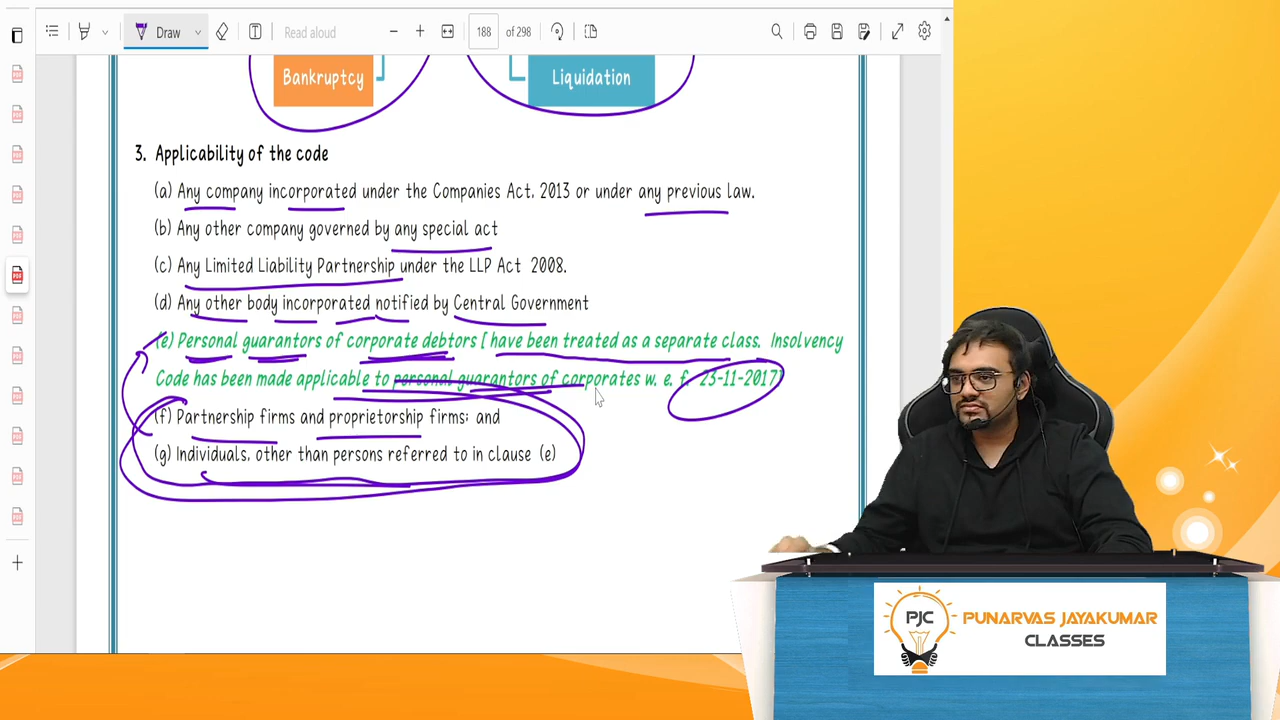 Draw
Read aloud
188
of 298
Bankruptcy
Liquidation
3. Applicability of the code
(a) Any company incorporated under the Companies Act, 2013 or under any previous law.
(b) Any other company governed by any special act
(c) Any Limited Liability Partnership under the LLP Act 2008.
(d) Any other body incorporated notified by Central Government
(e) Personal guarantors of corporate debtors [ have been treated as a separate class. Insolvency
Code has been made applicable to personal guarantors of corporates w. e. f. 23-11-2017]
(f) Partnership firms and proprietorship firms; and
(g) Individuals, other than persons referred to in clause (e)
PJC
PUNARVAS JAYAKUMAR
CLASSES